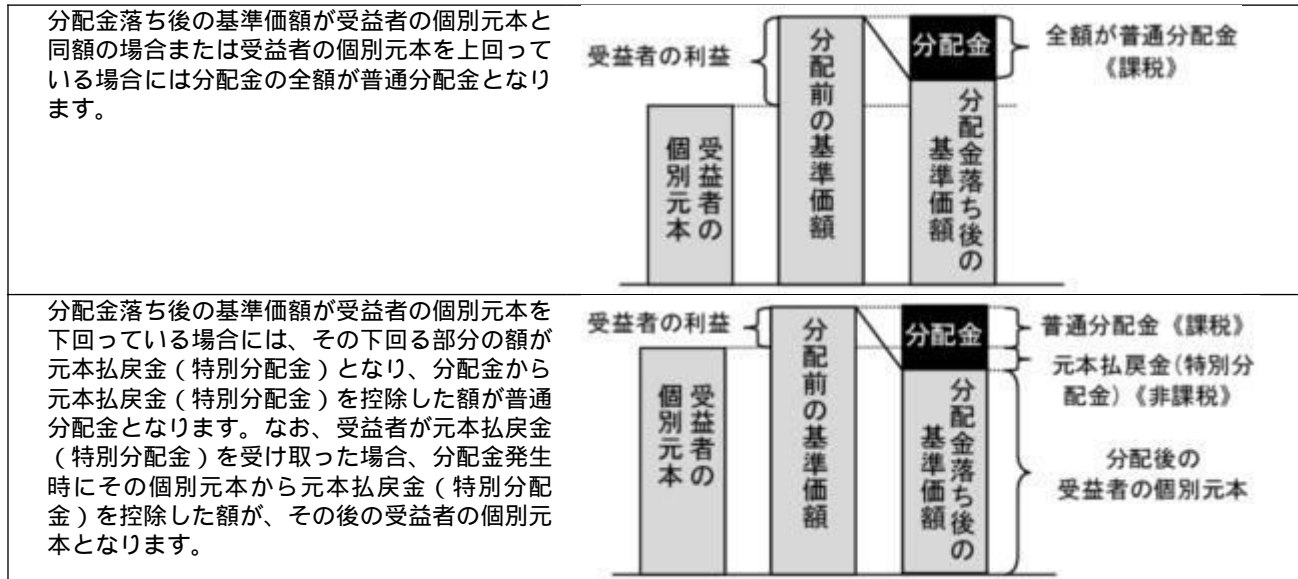 分配金落ち後の基準価額が受益者の個別元本と
同額の場合または受益者の個別元本を上回って
いる場合には分配金の全額が普通分配金となり
ます。
受益者の利益
受益者の
個別元本
分配前の基準価額
分配金
分配金落ち後の
基準価額
全額が普通分配金
《課税》
分配金落ち後の基準価額が受益者の個別元本を
下回っている場合には、その下回る部分の額が
元本払戻金（特別分配金）となり、分配金から
元本払戻金（特別分配金）を控除した額が普通
分配金となります。なお、受益者が元本払戻金
（特別分配金）を受け取った場合、分配金発生
時にその個別元本から元本払戻金（特別分配
金）を控除した額が、その後の受益者の個別元
本となります。
受益者の利益
受益者の
個別元本
分配前の基準価額
分配金
分配金落ち後の
基準価額
普通分配金《課税》
元本払戻金(特別分
配金)《非課税》
分配後の
受益者の個別元本